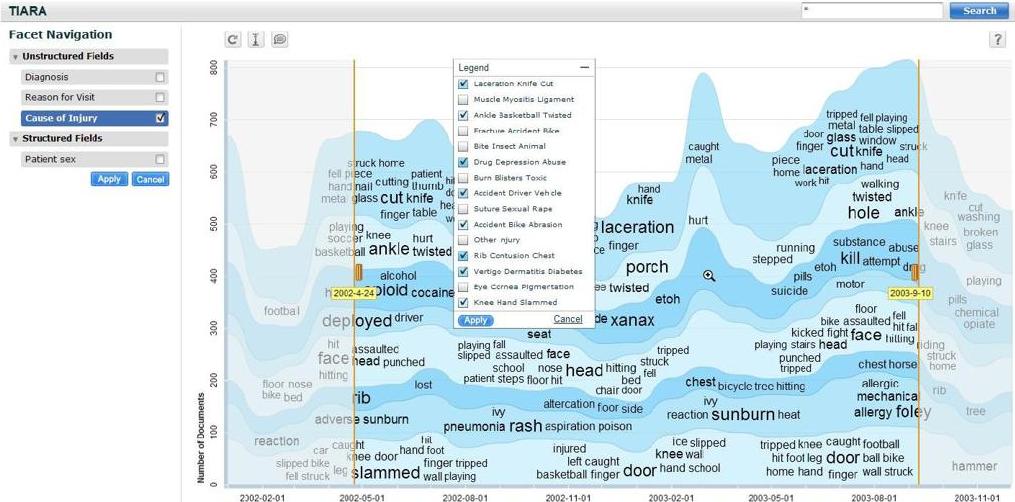 TIARA
*
Search
Facet Navigation
Unstructured Fields
Diagnosis
Reason for Visit
Cause of Injury
Structured Fields
Patient sex
Apply Cancel
?
Legend
Laceration Knife Cut
Muscle Myositis Ligament
Ankle Basketball Twisted
Fracture Accident Bike
Bite Insect Animal
Drug Depression Abuse
Burn Blisters Toxic
Accident Driver Vehicle
Suture Sexual Rape
Accident Bike Abrasion
Other Injury
Rib Contusion Chest
Vertigo Dermatitis Diabetes
Eye Cornea Pigmentation
Knee Hand Slammed
Apply Cancel
Number of Documents
800
700
600
500
400
300
200
100
0
struck home
fell piece
hand nail cutting patient
thumb
metal glass cut knife
finger table
playing
soccer knee hurt
basketball ankle twisted
alcohol
opioid cocaine
2002-4-24
football
deployed driver
hit assaulted
face head punched
hitting
floor nose
bike bed
rib lost
adverse sunburn
reaction
car caught
slipped bike knee door
fell struck leg slammed
hit
foot hand
finger tripped
wall playing
seat
playing fall
slipped assaulted face
school nose head hitting
patient steps floor hit bed
chair door
tripped
struck
fell
altercation foor side
ivy
pneumonia rash aspiration poison
injured
left caught
basketball finger door hand school
ice slipped
knee wall
hand
knife
laceration
finger
porch
twisted
etoh
xanax
caught
metal
hurt
chest bicycle tree hitting
ivy
reaction sunburn heat
tripped fell playing
metal table slipped
door glass window struck
finger cut knife
piece laceration hand head
home
work hit
walking
twisted
hole ankle
running
stepped
substance abuse
kill attempt drug
pills etoh
suicide motor
2003-9-10
floor
bike assaulted fell
kicked fight face hit fall
playing stairs head hitting
punched
tripped
chest horse
allergic
mechanical
allergy foley
tripped knee caught football
hit foot leg door ball bike
home hand finger wall struck
knife
cut
washing
knee broken
stairs glass
playing
pills
chemical
opiate
riding
struck
home
rib
tree
hammer
2002-02-01 2002-05-01 2002-08-01 2002-11-01 2003-02-01 2003-05-01 2003-08-01 2003-11-01